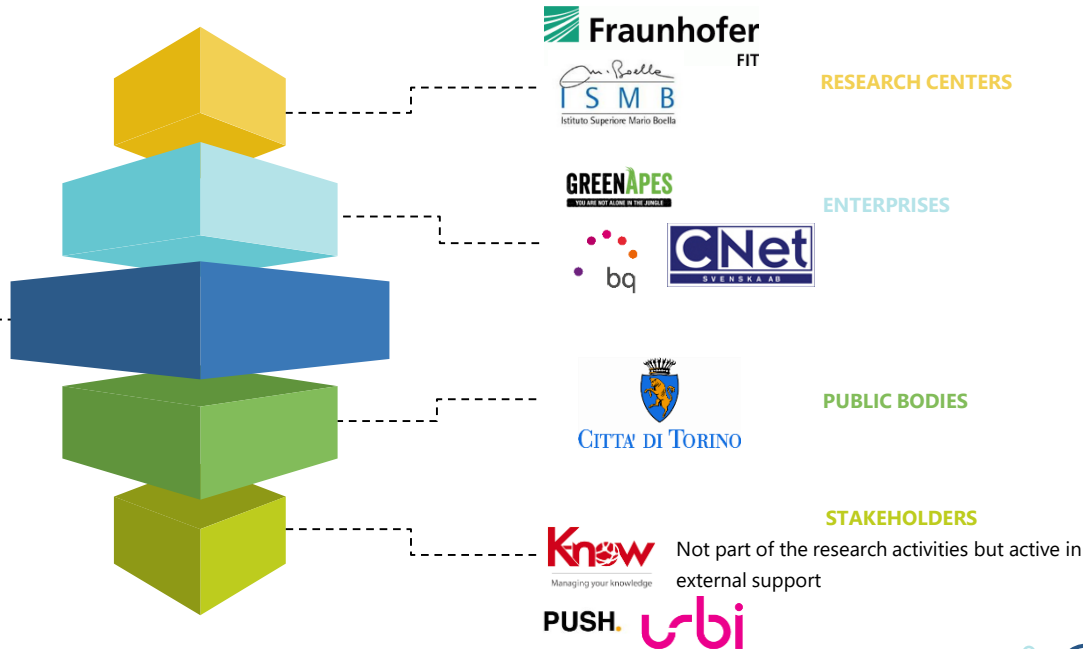 Fraunhofer
FIT
M. Boella
ISMB
Istituto Superiore Mario Boella
RESEARCH CENTERS
GREENAPES
YOU ARE NOT ALONE IN THE JUNGLE
ENTERPRISES
bq
CNet
SVENSKA AB
CITTA' DI TORINO
PUBLIC BODIES
STAKEHOLDERS
Know
Managing your knowledge
Not part of the research activities but active in
external support
PUSH.
urbi